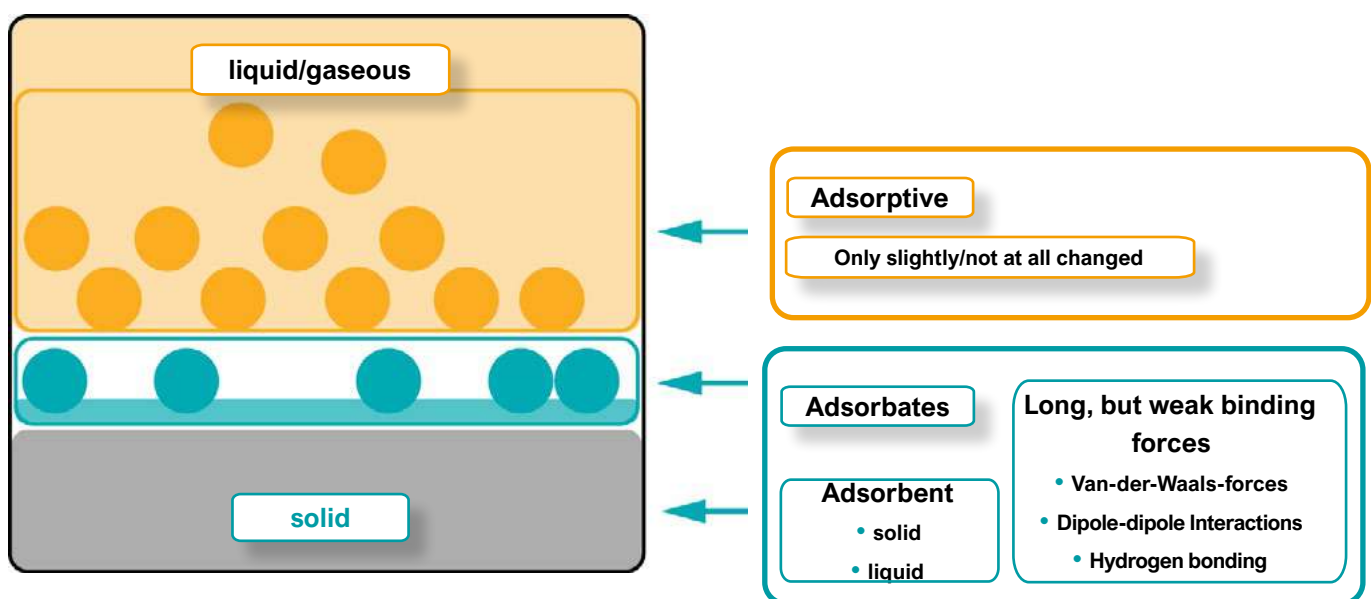 liquid/gaseous
solid
Adsorptive
Only slightly/not at all changed
Adsorbates
Adsorbent
• solid
• liquid
Long, but weak binding
forces
• Van-der-Waals-forces
• Dipole-dipole Interactions
• Hydrogen bonding